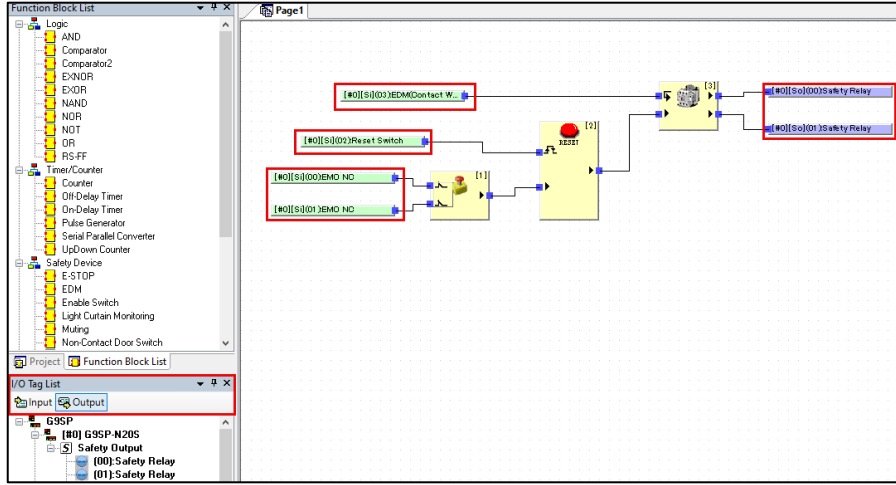 Function Block List
Logic
AND
Comparator
Comparator2
EXNOR
EXOR
NAND
NOR
NOT
OR
RS-FF
Timer/Counter
Counter
Off-Delay Timer
On-Delay Timer
Pulse Generator
Serial Parallel Converter
UpDown Counter
Safety Device
E-STOP
EDM
Enable Switch
Light Curtain Monitoring
Muting
Non-Contact Door Switch
Project
Function Block List
I/O Tag List
Input
Output
G9SP
[#0] G9SP-N20S
S Safety Output
(00):Safety Relay
(01):Safety Relay
Page1
[#0][Si](03):EDM(Contact W...
[3]
[#0][So](00):Safety Relay
[#0][So](01):Safety Relay
[#0][Si](02):Reset Switch
[2]
RESET
[#0][Si](00):EMO NC
[1]
[#0][Si](01):EMO NC